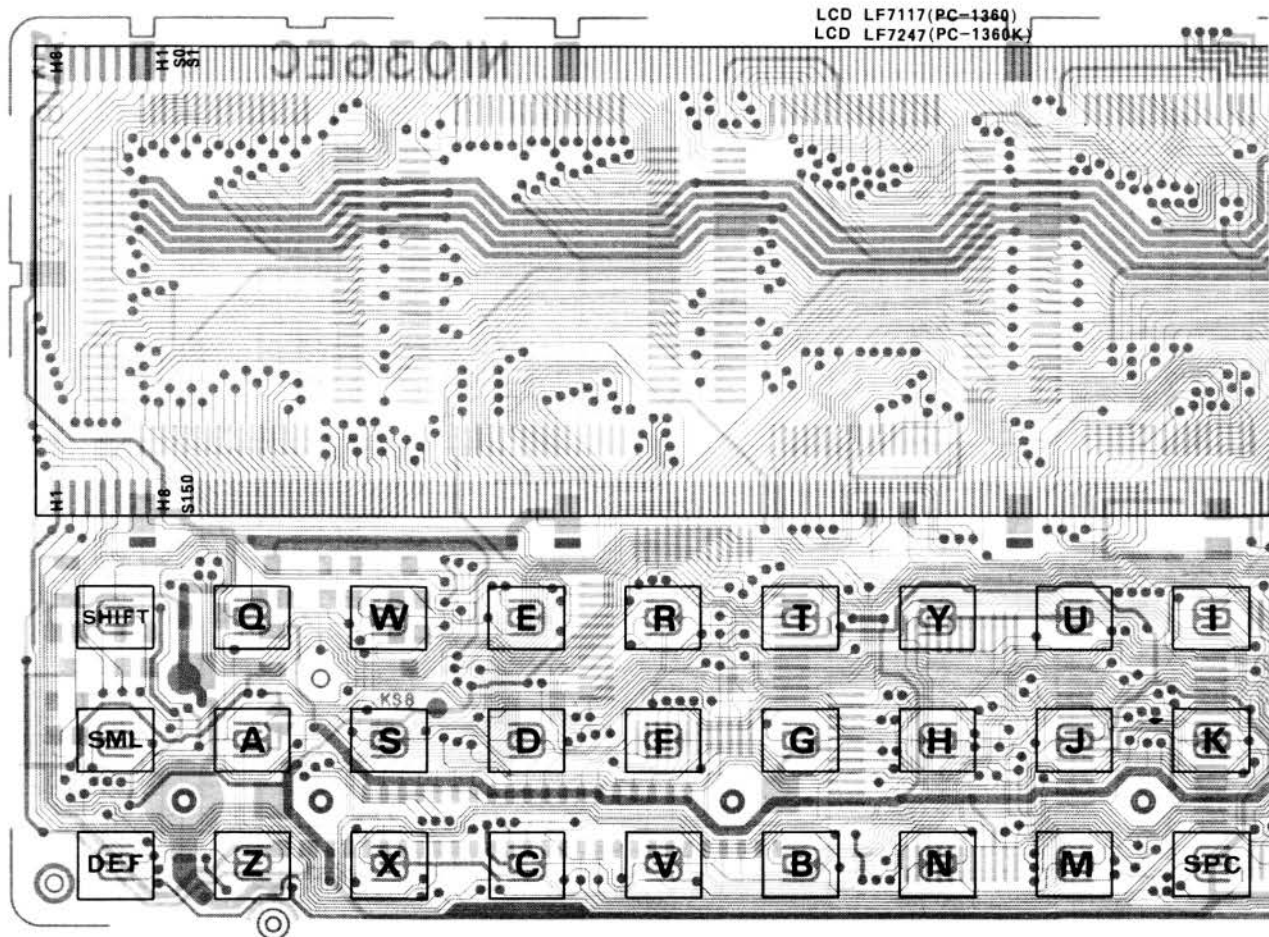 LCD LF7117(PC-1360)
LCD LF7247(PC-1360K)
H8 H1 S0 S1
N1036EC
H1 H8 S150
SHIFT Q W E R T Y U I
KS8
SML A S D F G H J K
DEF Z X C V B N M SPC